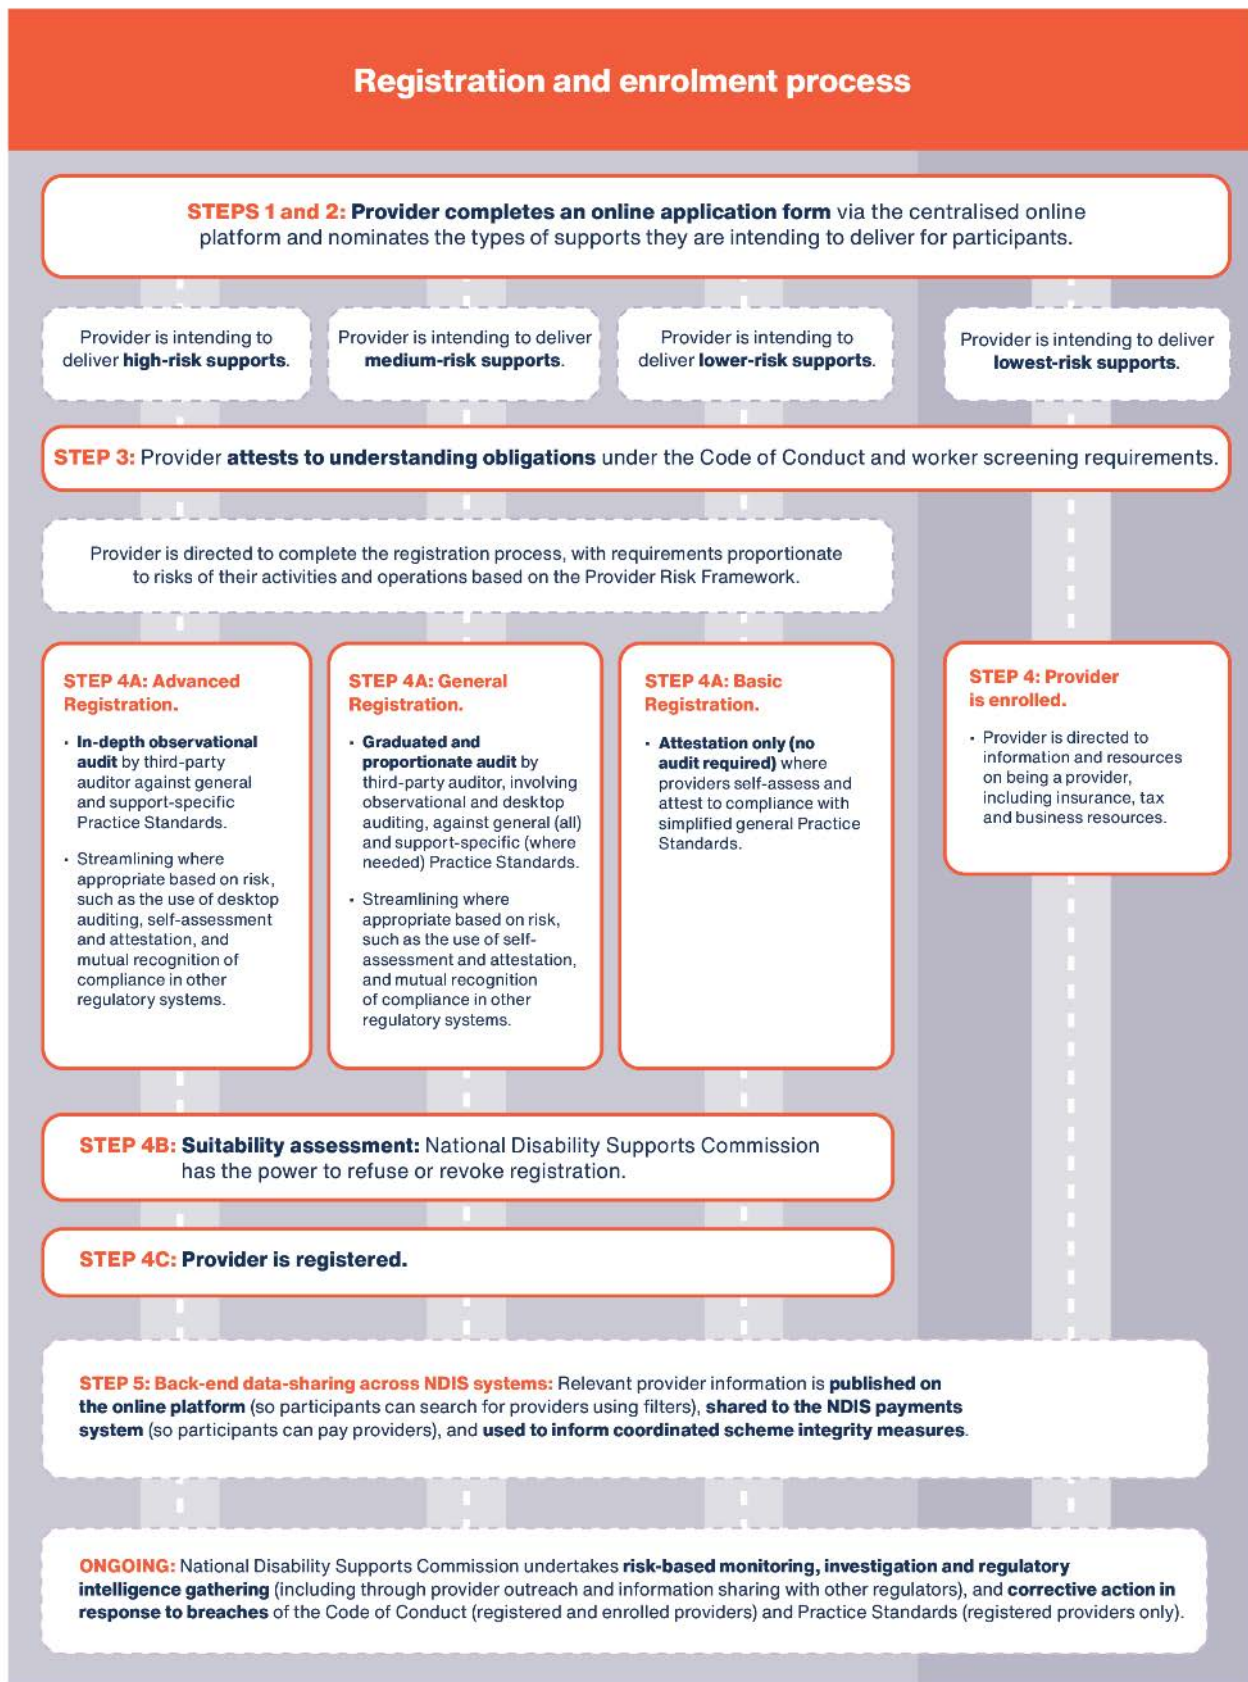 Registration and enrolment process
STEPS 1 and 2: Provider completes an online application form via the centralised online
platform and nominates the types of supports they are intending to deliver for participants.
Provider is intending to
deliver high-risk supports.
Provider is intending to deliver
medium-risk supports.
Provider is intending to
deliver lower-risk supports.
Provider is intending to deliver
lowest-risk supports.
STEP 3: Provider attests to understanding obligations under the Code of Conduct and worker screening requirements.
Provider is directed to complete the registration process, with requirements proportionate
to risks of their activities and operations based on the Provider Risk Framework.
STEP 4A: Advanced
Registration.
• In-depth observational
audit by third-party
auditor against general
and support-specific
Practice Standards.
• Streamlining where
appropriate based on risk,
such as the use of desktop
auditing, self-assessment
and attestation, and
mutual recognition of
compliance in other
regulatory systems.
STEP 4A: General
Registration.
• Graduated and
proportionate audit by
third-party auditor, involving
observational and desktop
auditing, against general (all)
and support-specific (where
needed) Practice Standards.
• Streamlining where
appropriate based on risk,
such as the use of self-
assessment and attestation,
and mutual recognition
of compliance in other
regulatory systems.
STEP 4A: Basic
Registration.
• Attestation only (no
audit required) where
providers self-assess and
attest to compliance with
simplified general Practice
Standards.
STEP 4: Provider
is enrolled.
• Provider is directed to
information and resources
on being a provider,
including insurance, tax
and business resources.
STEP 4B: Suitability assessment: National Disability Supports Commission
has the power to refuse or revoke registration.
STEP 4C: Provider is registered.
STEP 5: Back-end data-sharing across NDIS systems: Relevant provider information is published on
the online platform (so participants can search for providers using filters), shared to the NDIS payments
system (so participants can pay providers), and used to inform coordinated scheme integrity measures.
ONGOING: National Disability Supports Commission undertakes risk-based monitoring, investigation and regulatory
intelligence gathering (including through provider outreach and information sharing with other regulators), and corrective action in
response to breaches of the Code of Conduct (registered and enrolled providers) and Practice Standards (registered providers only).